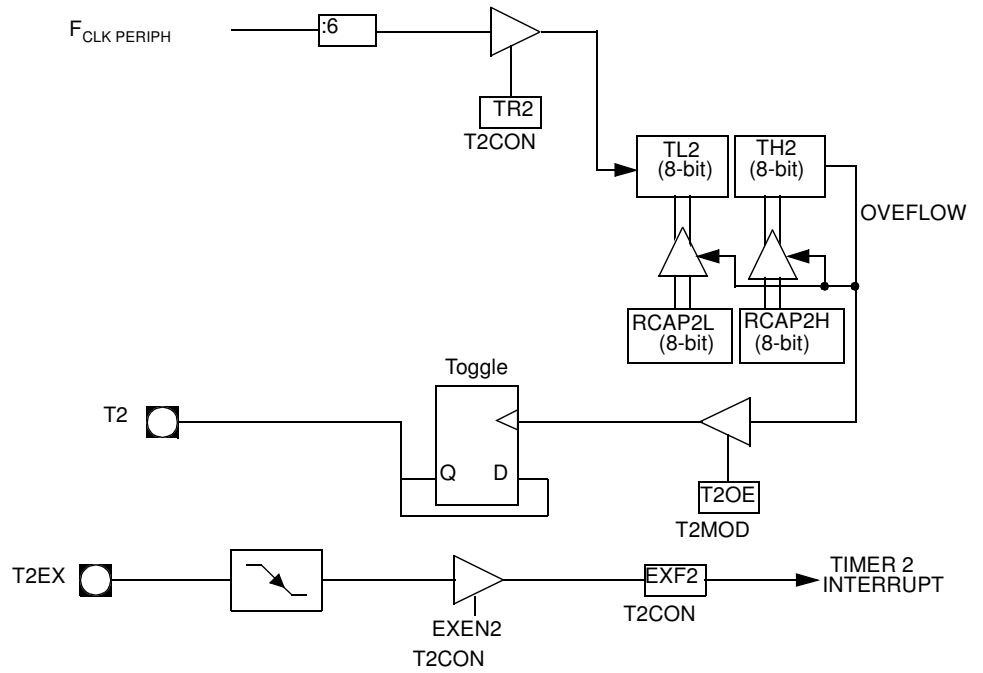 FCLK PERIPH
:6
TR2
T2CON
TL2
(8-bit)
TH2
(8-bit)
OVEFLOW
RCAP2L
(8-bit)
RCAP2H
(8-bit)
Toggle
T2
Q
D
T2OE
T2MOD
T2EX
EXEN2
T2CON
EXF2
T2CON
TIMER 2
INTERRUPT